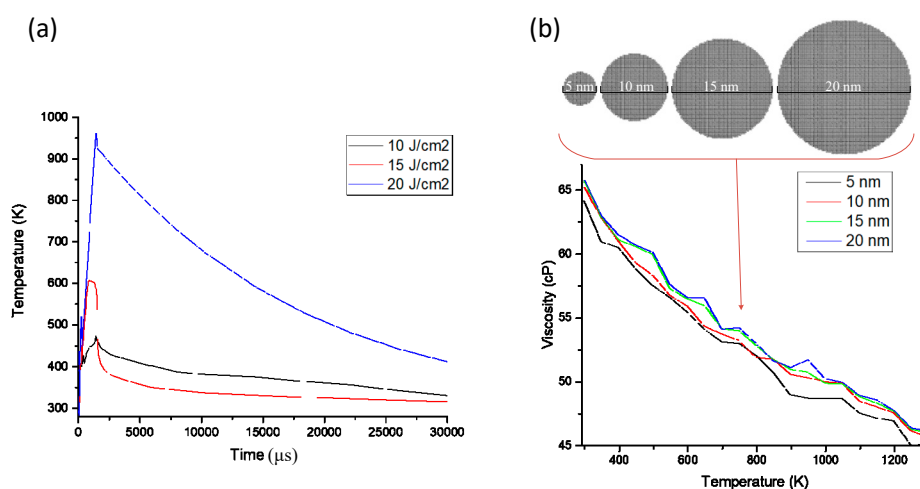 (a)
1000
900
800
700
600
500
400
300
Temperature (K)
0
5000
10000
15000
20000
25000
30000
Time (μs)
10 J/cm2
15 J/cm2
20 J/cm2
(b)
5 nm
10 nm
15 nm
20 nm
65
60
55
50
45
Viscosity (cP)
400
600
800
1000
1200
Temperature (K)
5 nm
10 nm
15 nm
20 nm